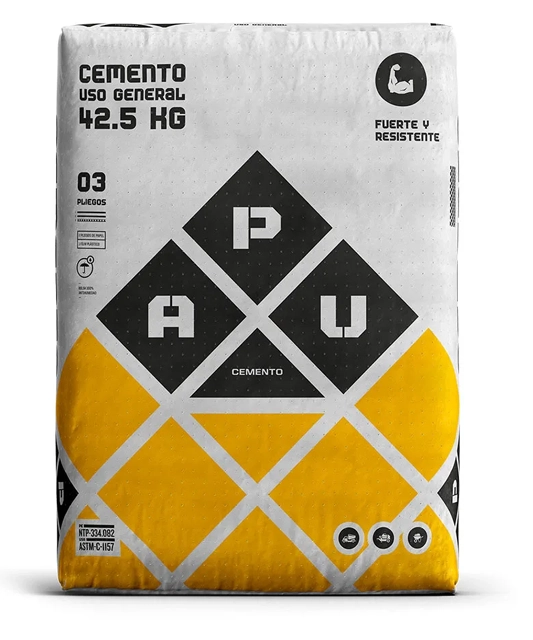 CEMENTO
USO GENERAL
42.5 KG
FUERTE Y
RESISTENTE
03
PLIEGOS
P
A
U
CEMENTO
NTP-334.082
ASTM-C-1157
U